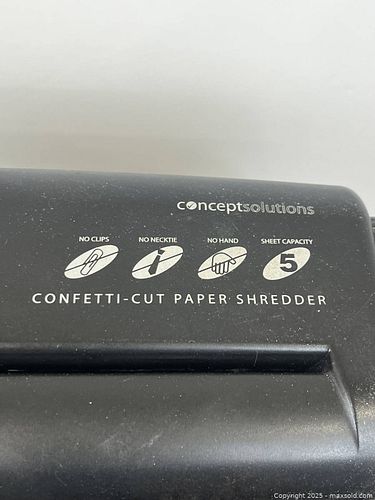 conceptsolutions
NO CLIPS NO NECKTIE NO HAND SHEET CAPACITY
5
CONFETTI-CUT PAPER SHREDDER
Copyright 2025 - maxsold.com